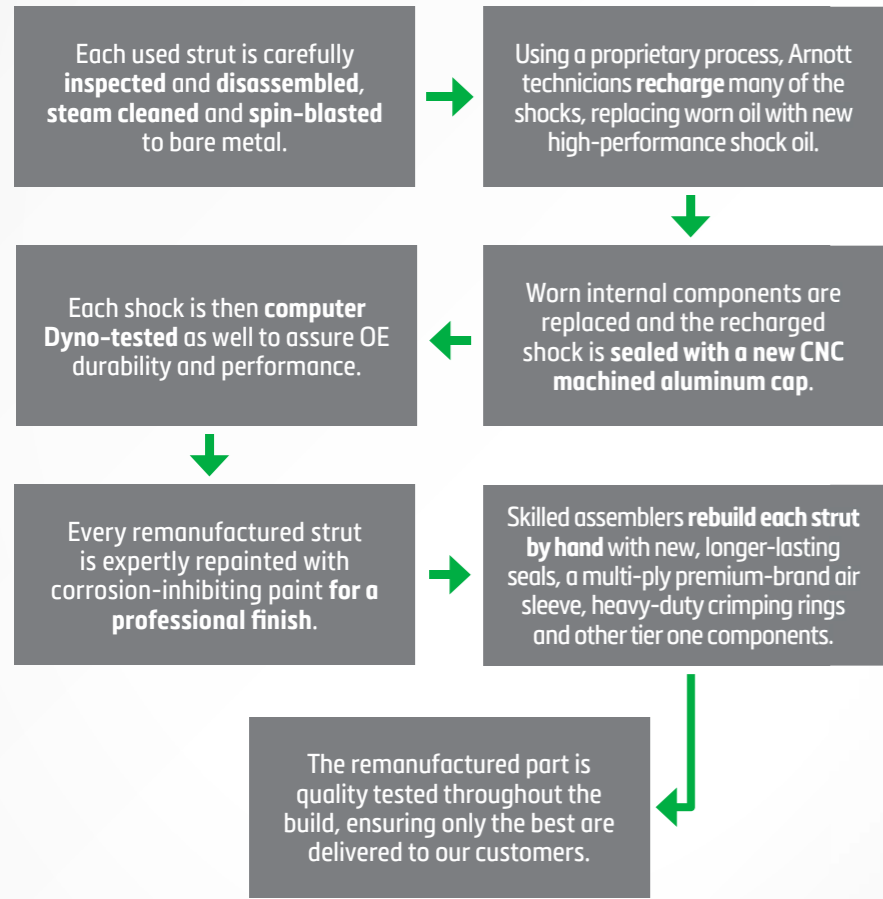 Each used strut is carefully
inspected and disassembled,
steam cleaned and spin-blasted
to bare metal.
Using a proprietary process, Arnott
technicians recharge many of the
shocks, replacing worn oil with new
high-performance shock oil.
Worn internal components are
replaced and the recharged
shock is sealed with a new CNC
machined aluminum cap.
Each shock is then computer
Dyno-tested as well to assure OE
durability and performance.
Every remanufactured strut
is expertly repainted with
corrosion-inhibiting paint for a
professional finish.
Skilled assemblers rebuild each strut
by hand with new, longer-lasting
seals, a multi-ply premium-brand air
sleeve, heavy-duty crimping rings
and other tier one components.
The remanufactured part is
quality tested throughout the
build, ensuring only the best are
delivered to our customers.